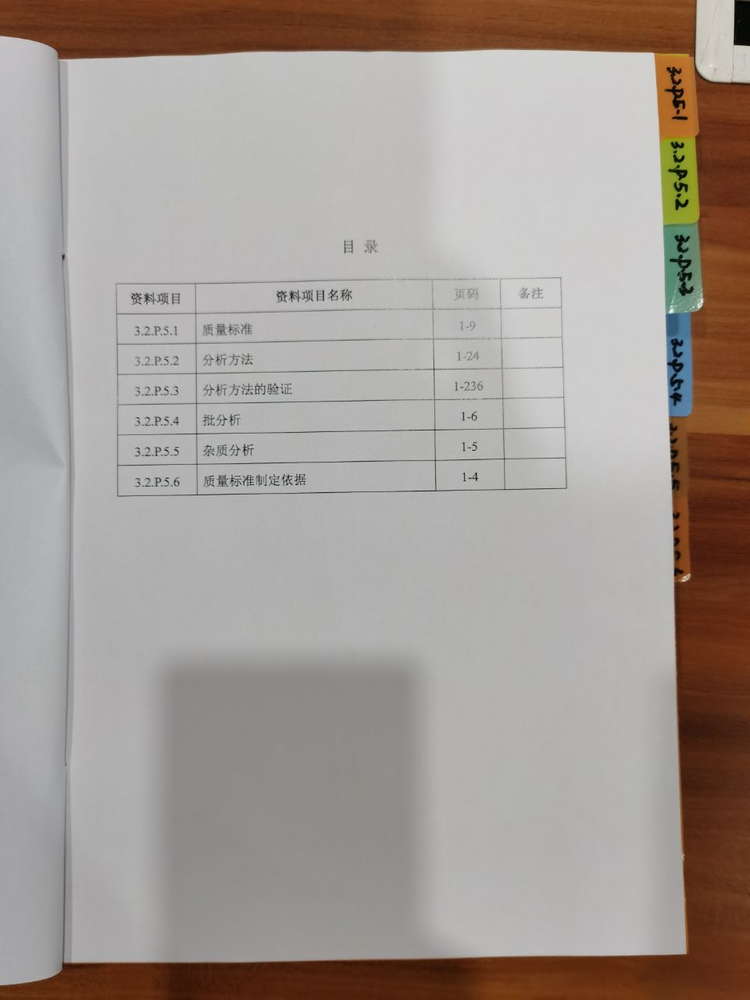 目 录
资料项目 资料项目名称 页码 备注
3.2.P.5.1 质量标准 1-9
3.2.P.5.2 分析方法 1-24
3.2.P.5.3 分析方法的验证 1-236
3.2.P.5.4 批分析 1-6
3.2.P.5.5 杂质分析 1-5
3.2.P.5.6 质量标准制定依据 1-4
3.2.P.5.1
3.2.P.5.2
3.2.P.5.3
3.2.P.5.4